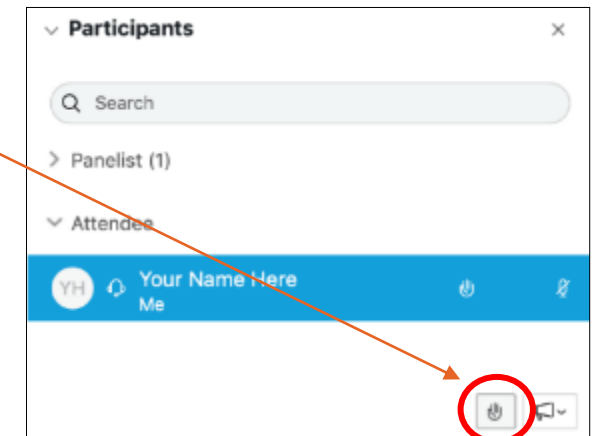 Participants
Search
Panelist (1)
Attendee
YH
Your Name Here
Me